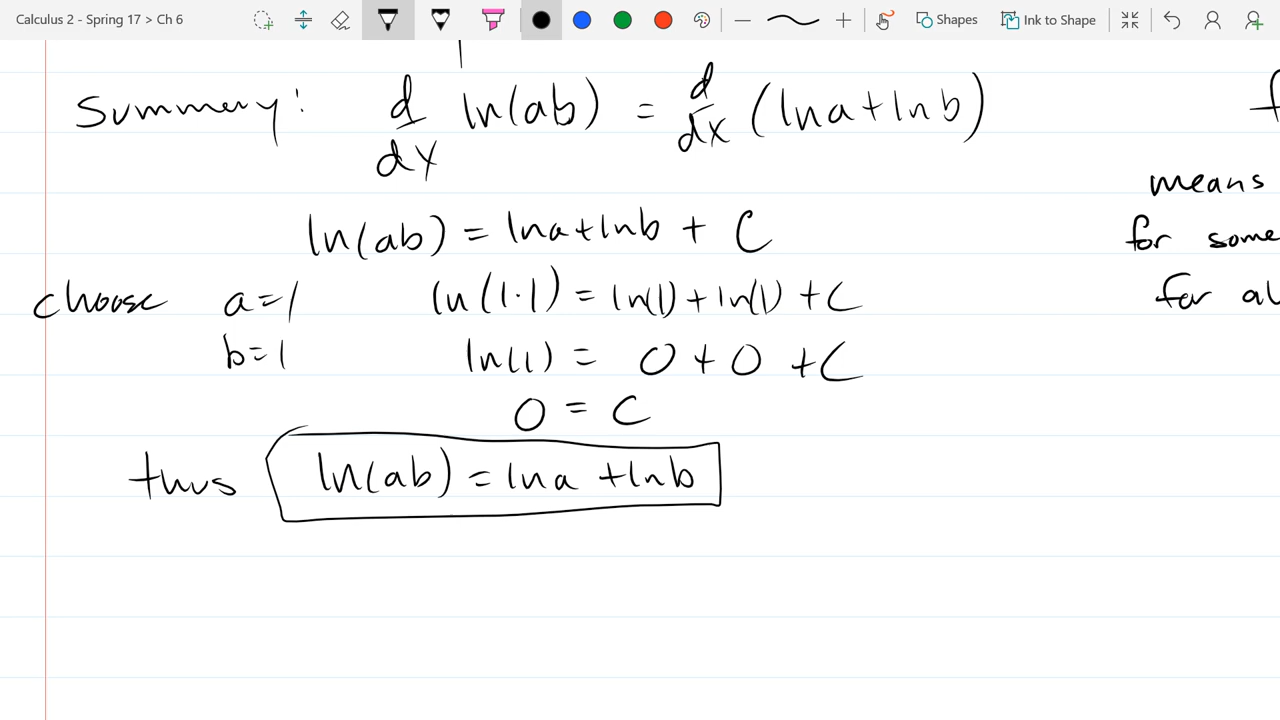 Calculus 2 - Spring 17 > Ch 6
Shapes
Ink to Shape
Summary: d/dx ln(ab) = d/dx (lna + lnb)
ln(ab) = lna + lnb + C
choose a=1 ln(1·1) = ln(1) + ln(1) + C
b=1 ln(1) = 0 + 0 + C
0 = C
thus ln(ab) = lna + lnb
f
means
for some
for al